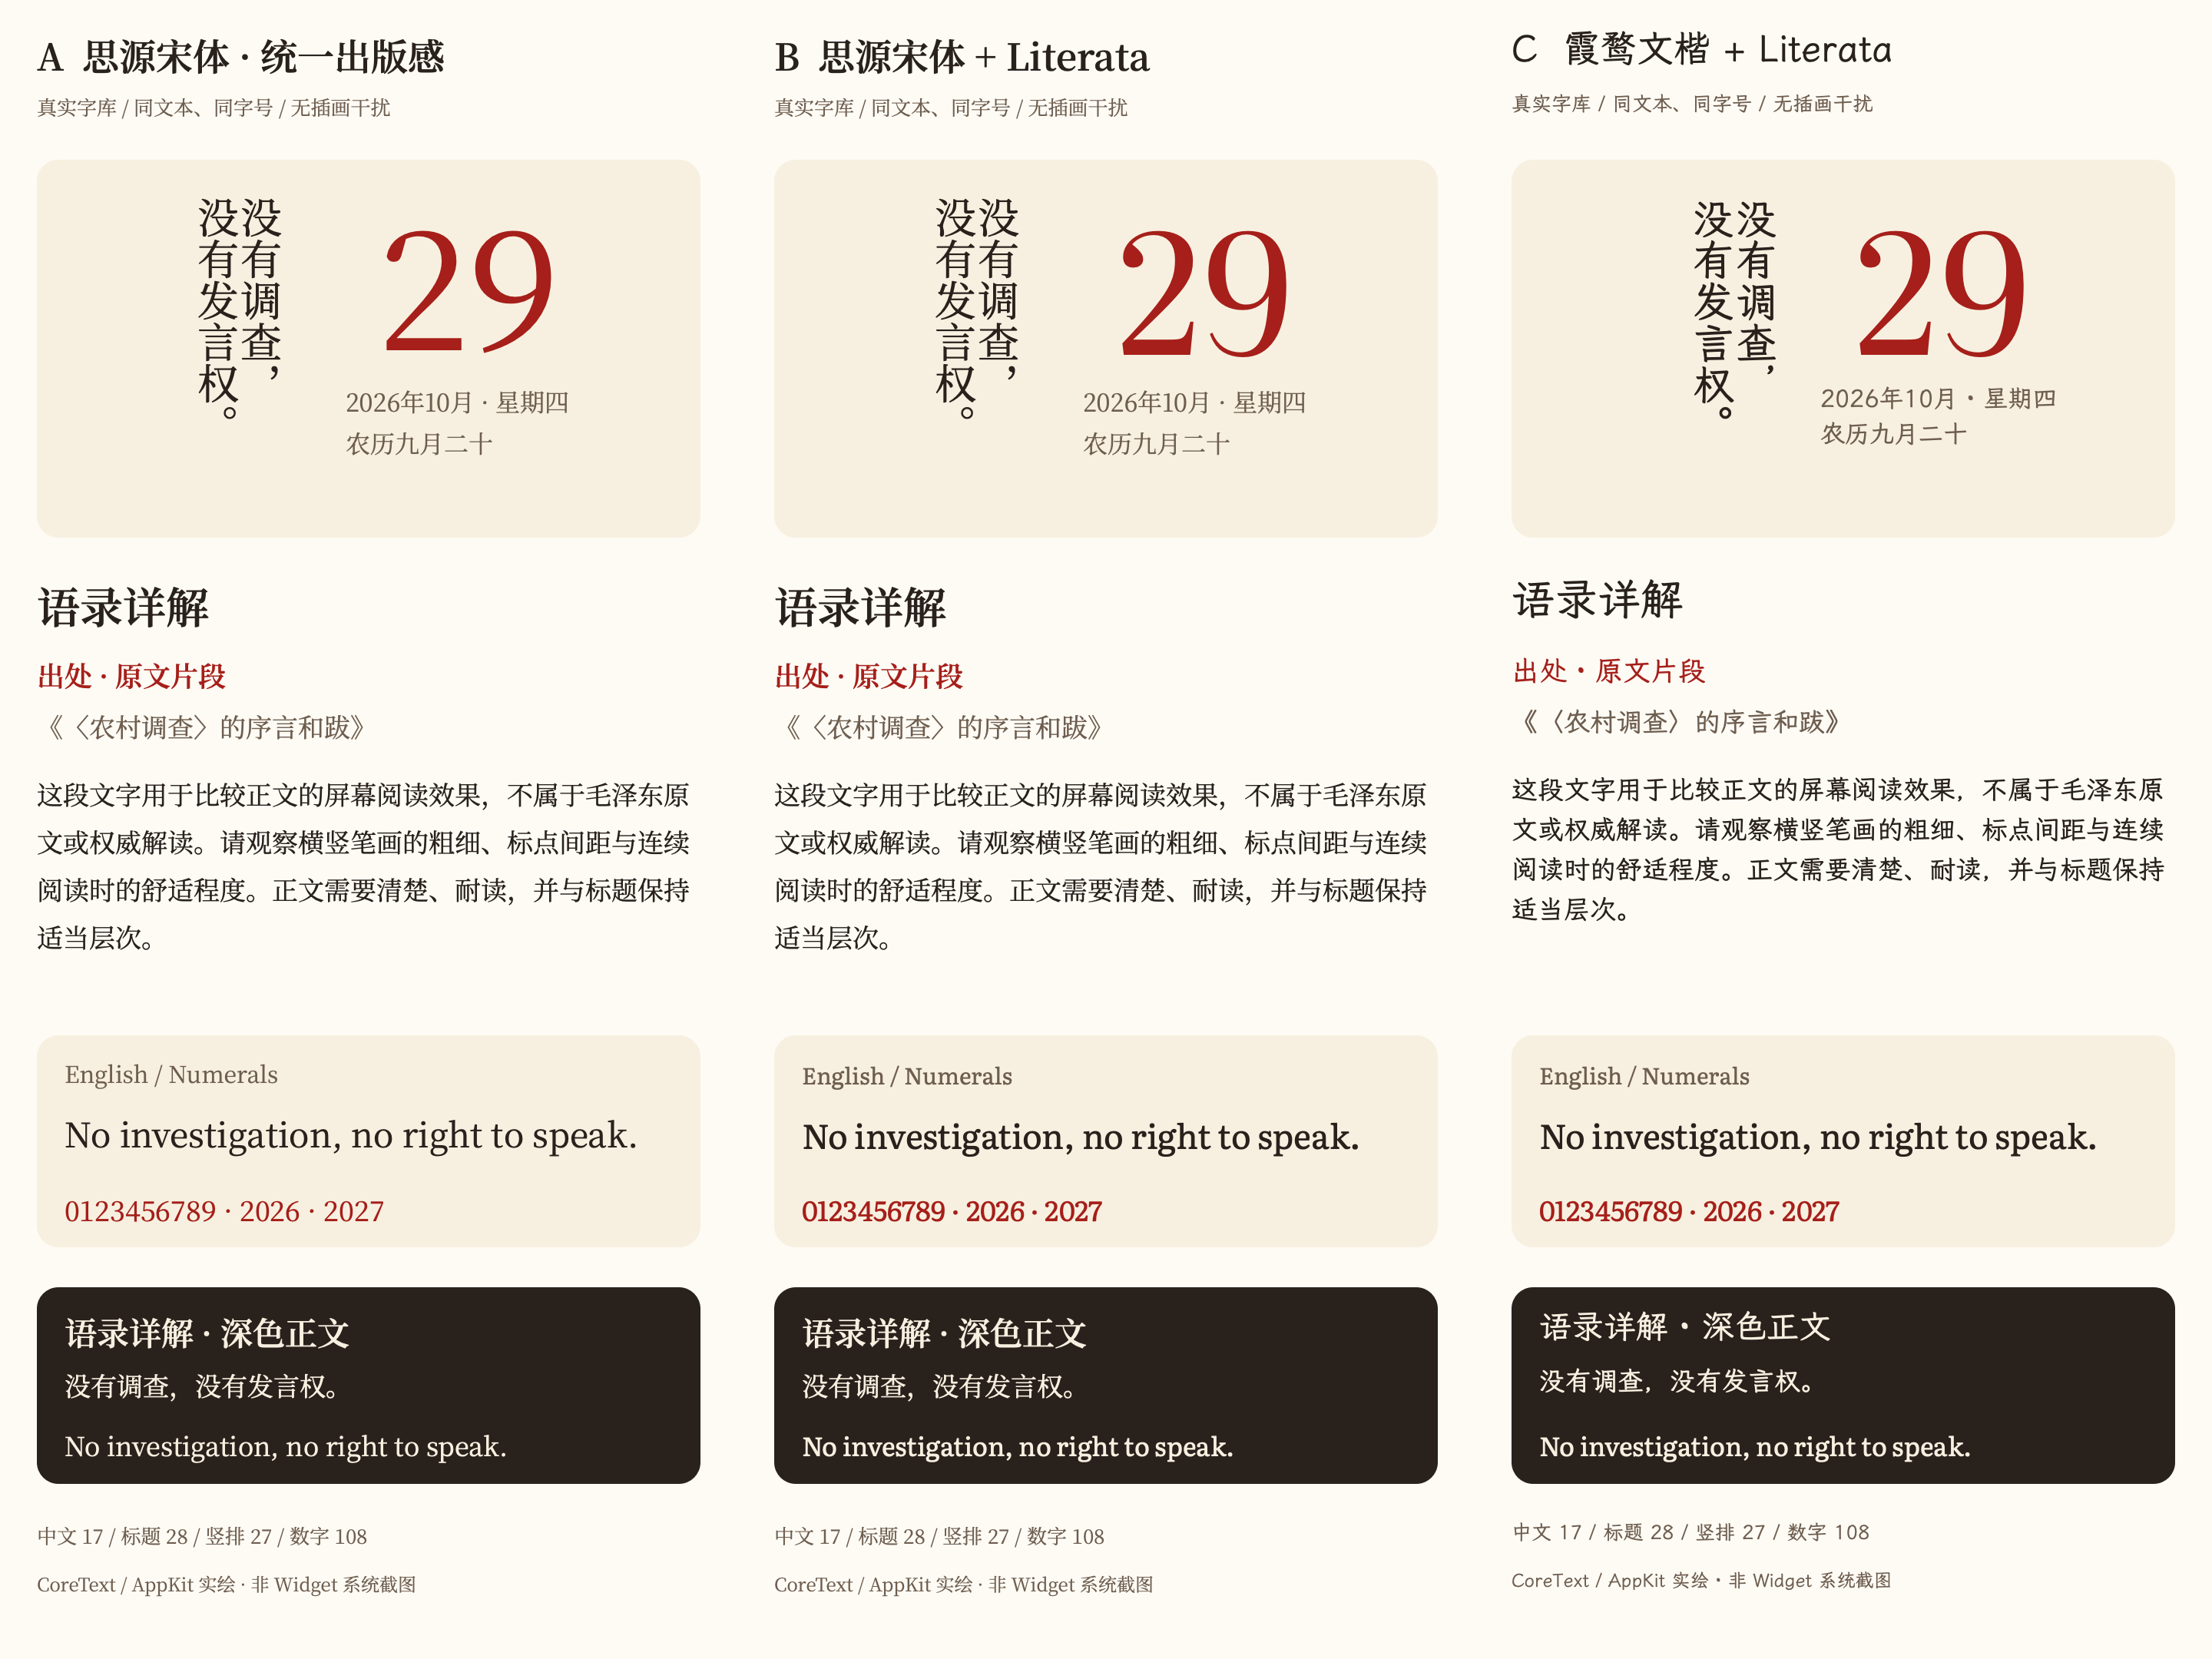 A 思源宋体 · 统一出版感
真实字库 / 同文本、同字号 / 无插画干扰
没有调查，
没有发言权。
29
2026年10月 · 星期四
农历九月二十
语录详解
出处 · 原文片段
《〈农村调查〉的序言和跋》
这段文字用于比较正文的屏幕阅读效果，不属于毛泽东原
文或权威解读。请观察横竖笔画的粗细、标点间距与连续
阅读时的舒适程度。正文需要清楚、耐读，并与标题保持
适当层次。
English / Numerals
No investigation, no right to speak.
0123456789 · 2026 · 2027
语录详解 · 深色正文
没有调查，没有发言权。
No investigation, no right to speak.
中文 17 / 标题 28 / 竖排 27 / 数字 108
CoreText / AppKit 实绘 · 非 Widget 系统截图
B 思源宋体 + Literata
真实字库 / 同文本、同字号 / 无插画干扰
没有调查，
没有发言权。
29
2026年10月 · 星期四
农历九月二十
语录详解
出处 · 原文片段
《〈农村调查〉的序言和跋》
这段文字用于比较正文的屏幕阅读效果，不属于毛泽东原
文或权威解读。请观察横竖笔画的粗细、标点间距与连续
阅读时的舒适程度。正文需要清楚、耐读，并与标题保持
适当层次。
English / Numerals
No investigation, no right to speak.
0123456789 · 2026 · 2027
语录详解 · 深色正文
没有调查，没有发言权。
No investigation, no right to speak.
中文 17 / 标题 28 / 竖排 27 / 数字 108
CoreText / AppKit 实绘 · 非 Widget 系统截图
C 霞鹜文楷 + Literata
真实字库 / 同文本、同字号 / 无插画干扰
没有调查，
没有发言权。
29
2026年10月 · 星期四
农历九月二十
语录详解
出处 · 原文片段
《〈农村调查〉的序言和跋》
这段文字用于比较正文的屏幕阅读效果，不属于毛泽东原
文或权威解读。请观察横竖笔画的粗细、标点间距与连续
阅读时的舒适程度。正文需要清楚、耐读，并与标题保持
适当层次。
English / Numerals
No investigation, no right to speak.
0123456789 · 2026 · 2027
语录详解 · 深色正文
没有调查，没有发言权。
No investigation, no right to speak.
中文 17 / 标题 28 / 竖排 27 / 数字 108
CoreText / AppKit 实绘 · 非 Widget 系统截图